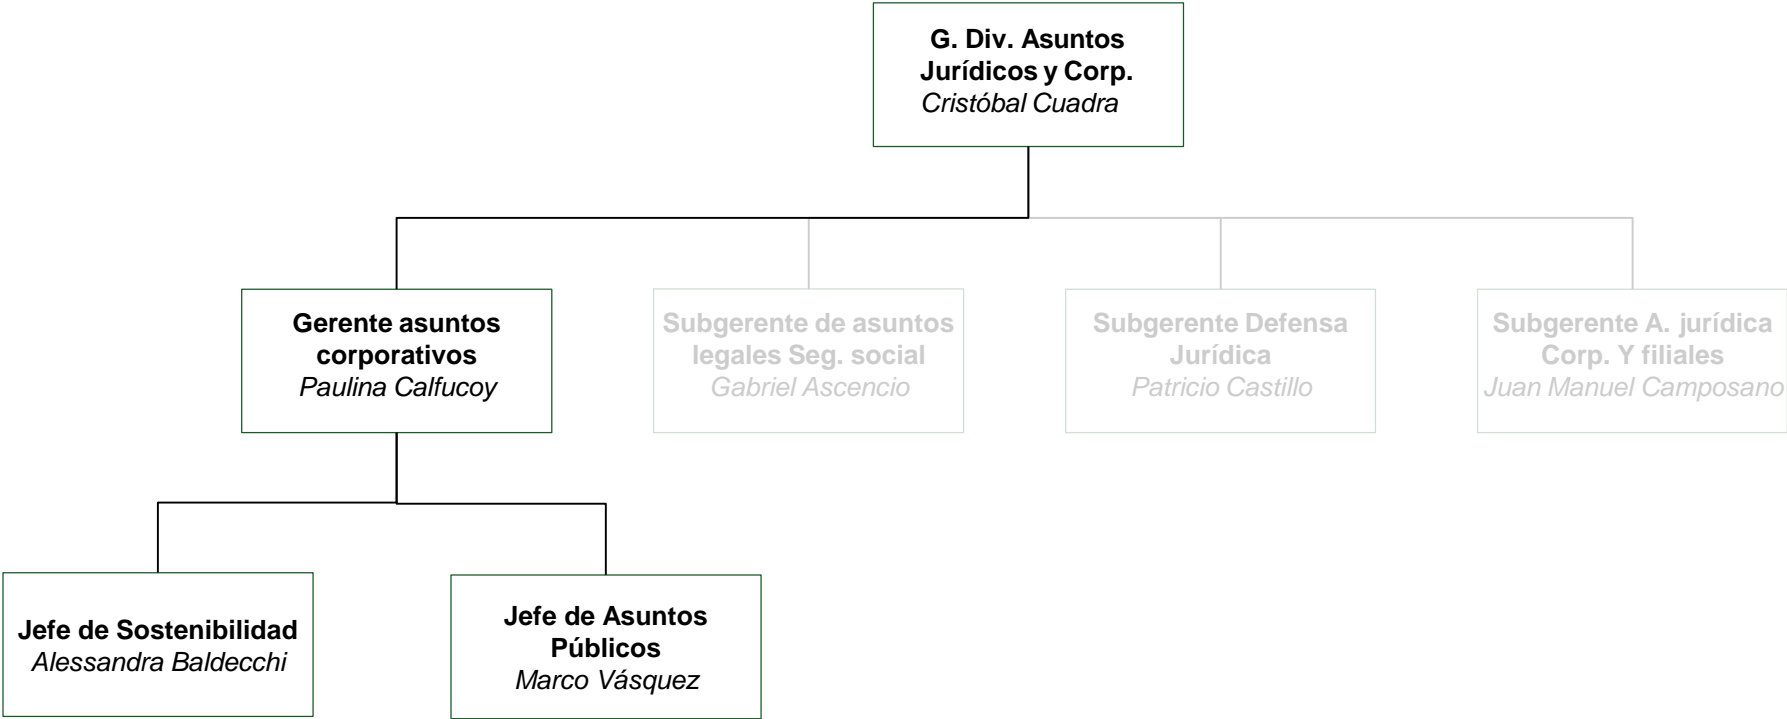 G. Div. Asuntos
Jurídicos y Corp.
Cristóbal Cuadra
Gerente asuntos
corporativos
Paulina Calfucoy
Subgerente de asuntos
legales Seg. social
Gabriel Ascencio
Subgerente Defensa
Jurídica
Patricio Castillo
Subgerente A. jurídica
Corp. Y filiales
Juan Manuel Camposano
Jefe de Sostenibilidad
Alessandra Baldecchi
Jefe de Asuntos
Públicos
Marco Vásquez